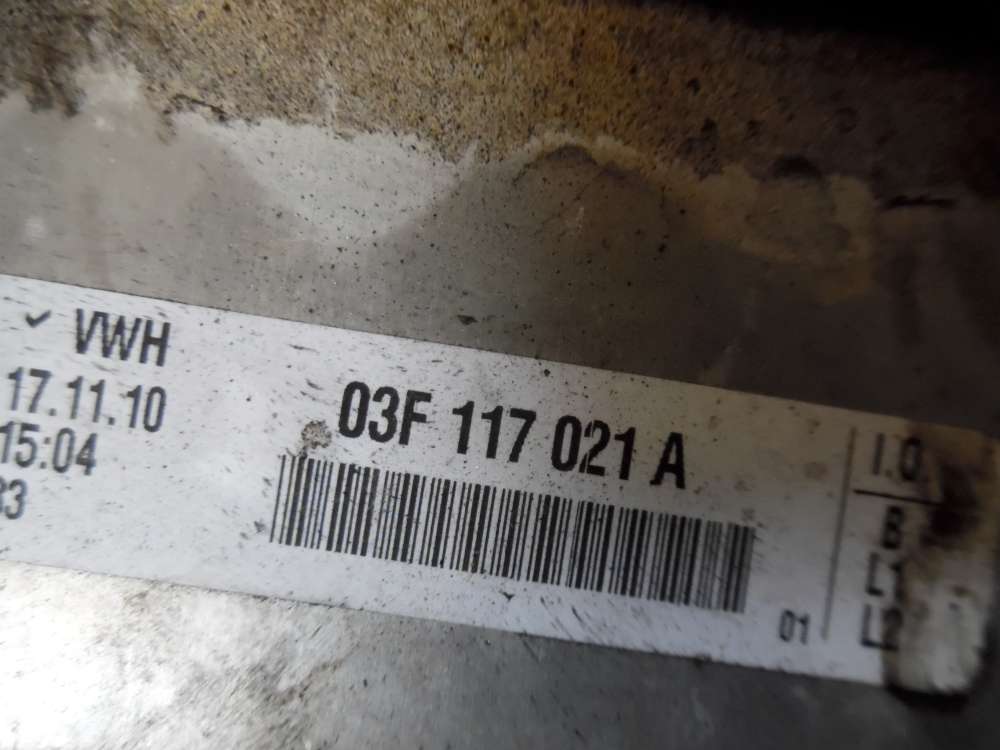 ✓ VWH
17.11.10
15:04
33
03F 117 021 A
01
I.O.
B
L1
L2